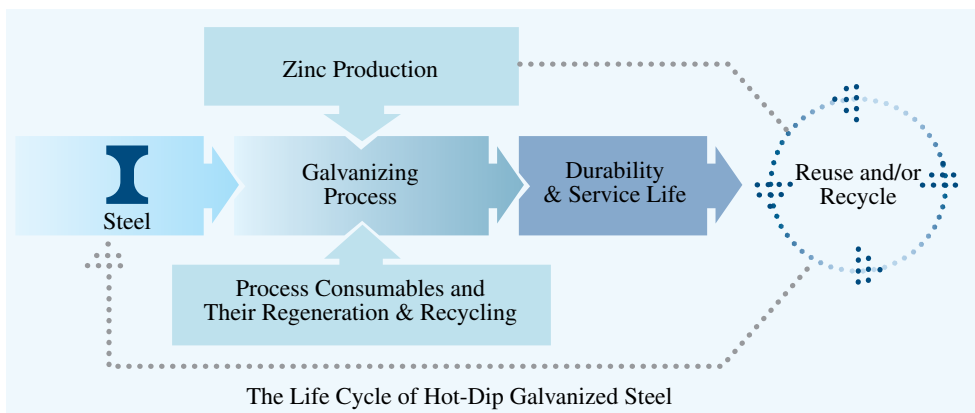 Zinc Production
Steel
Galvanizing
Process
Durability
& Service Life
Reuse and/or
Recycle
Process Consumables and
Their Regeneration & Recycling
The Life Cycle of Hot-Dip Galvanized Steel